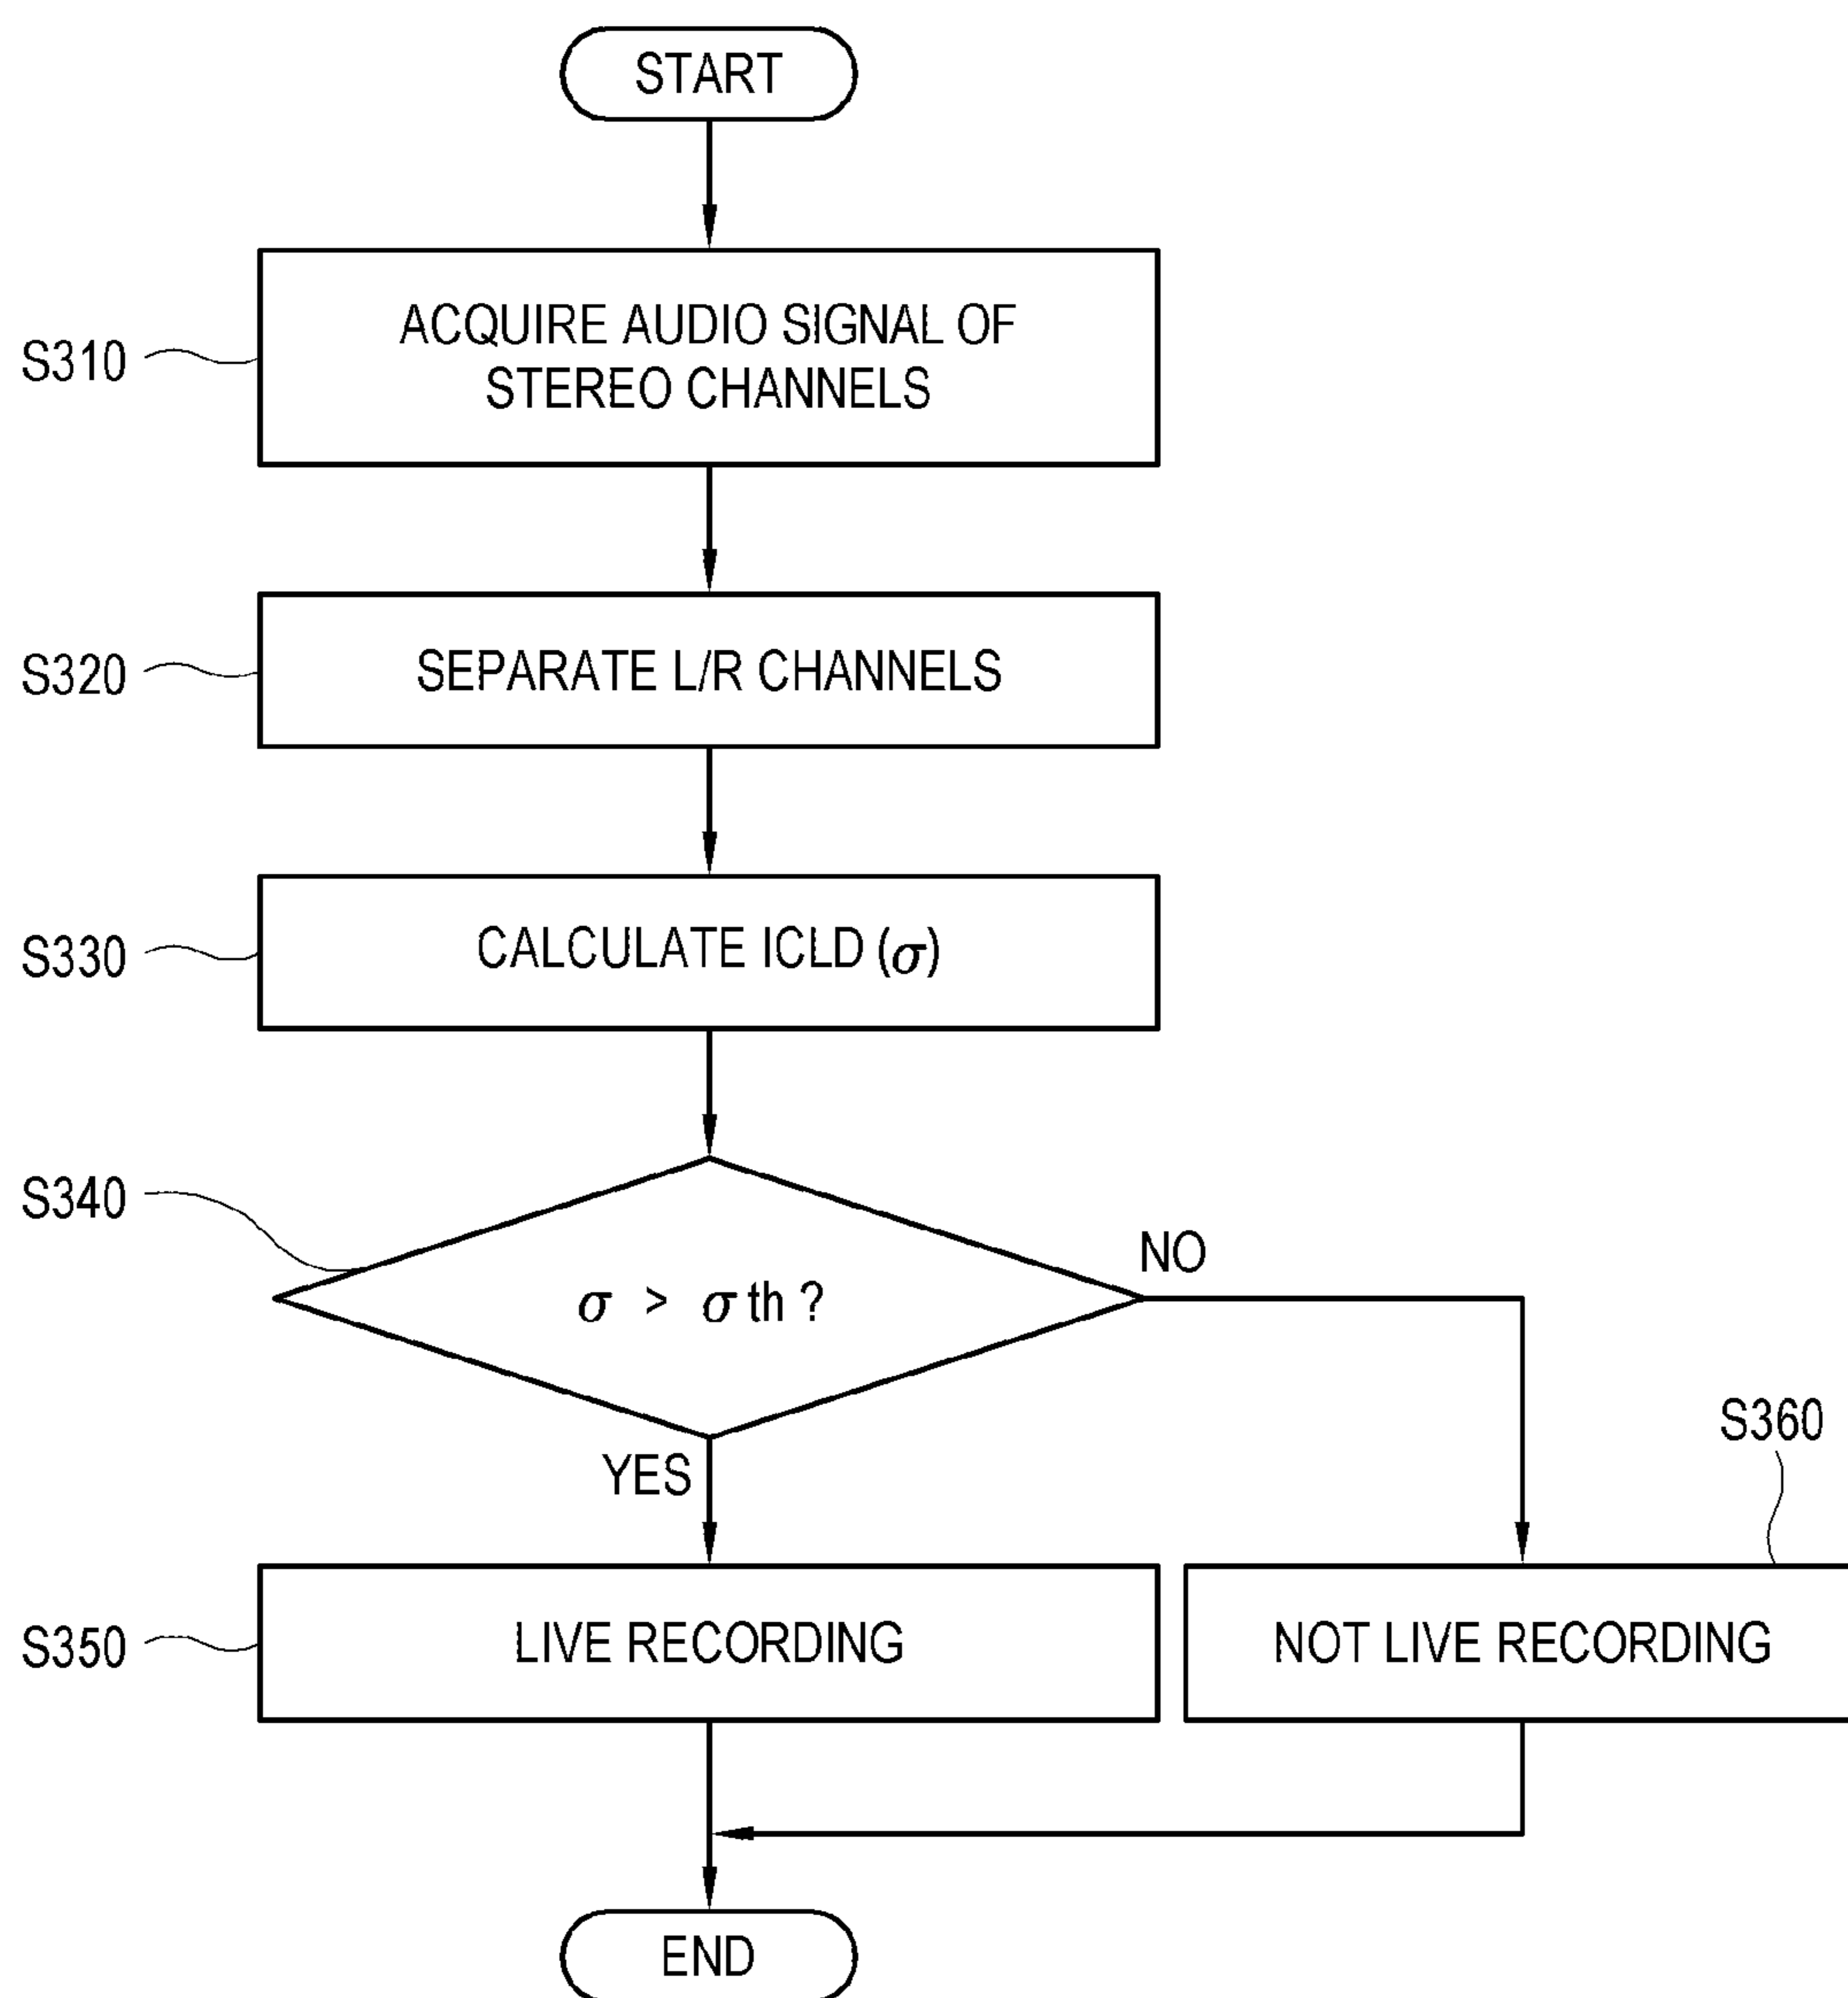 START
S310
ACQUIRE AUDIO SIGNAL OF
STEREO CHANNELS
S320
SEPARATE L/R CHANNELS
S330
CALCULATE ICLD (σ)
S340
σ > σ th ?
NO
YES
S360
S350
LIVE RECORDING
NOT LIVE RECORDING
END